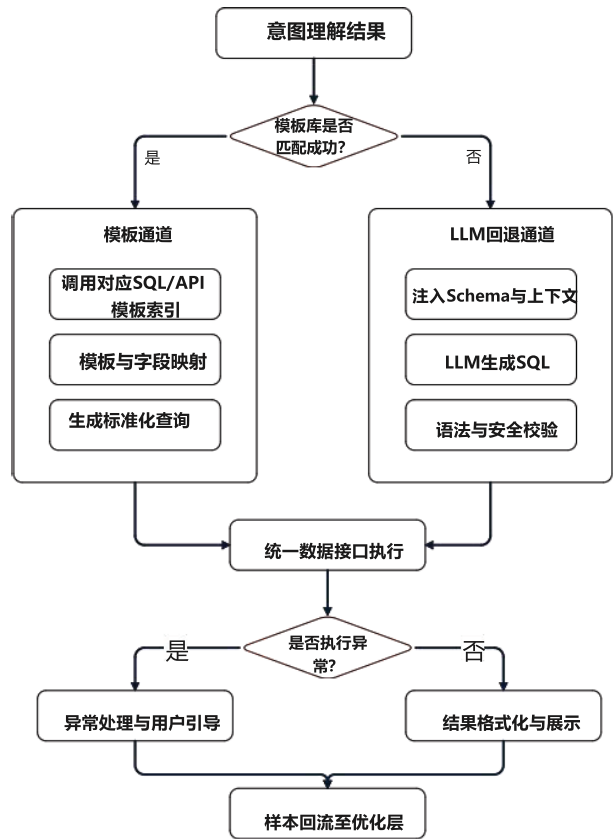 意图理解结果
模板库是否
匹配成功?
是
否
模板通道
调用对应SQL/API
模板索引
模板与字段映射
生成标准化查询
LLM回退通道
注入Schema与上下文
LLM生成SQL
语法与安全校验
统一数据接口执行
是否执行异
常?
是
否
异常处理与用户引导
结果格式化与展示
样本回流至优化层